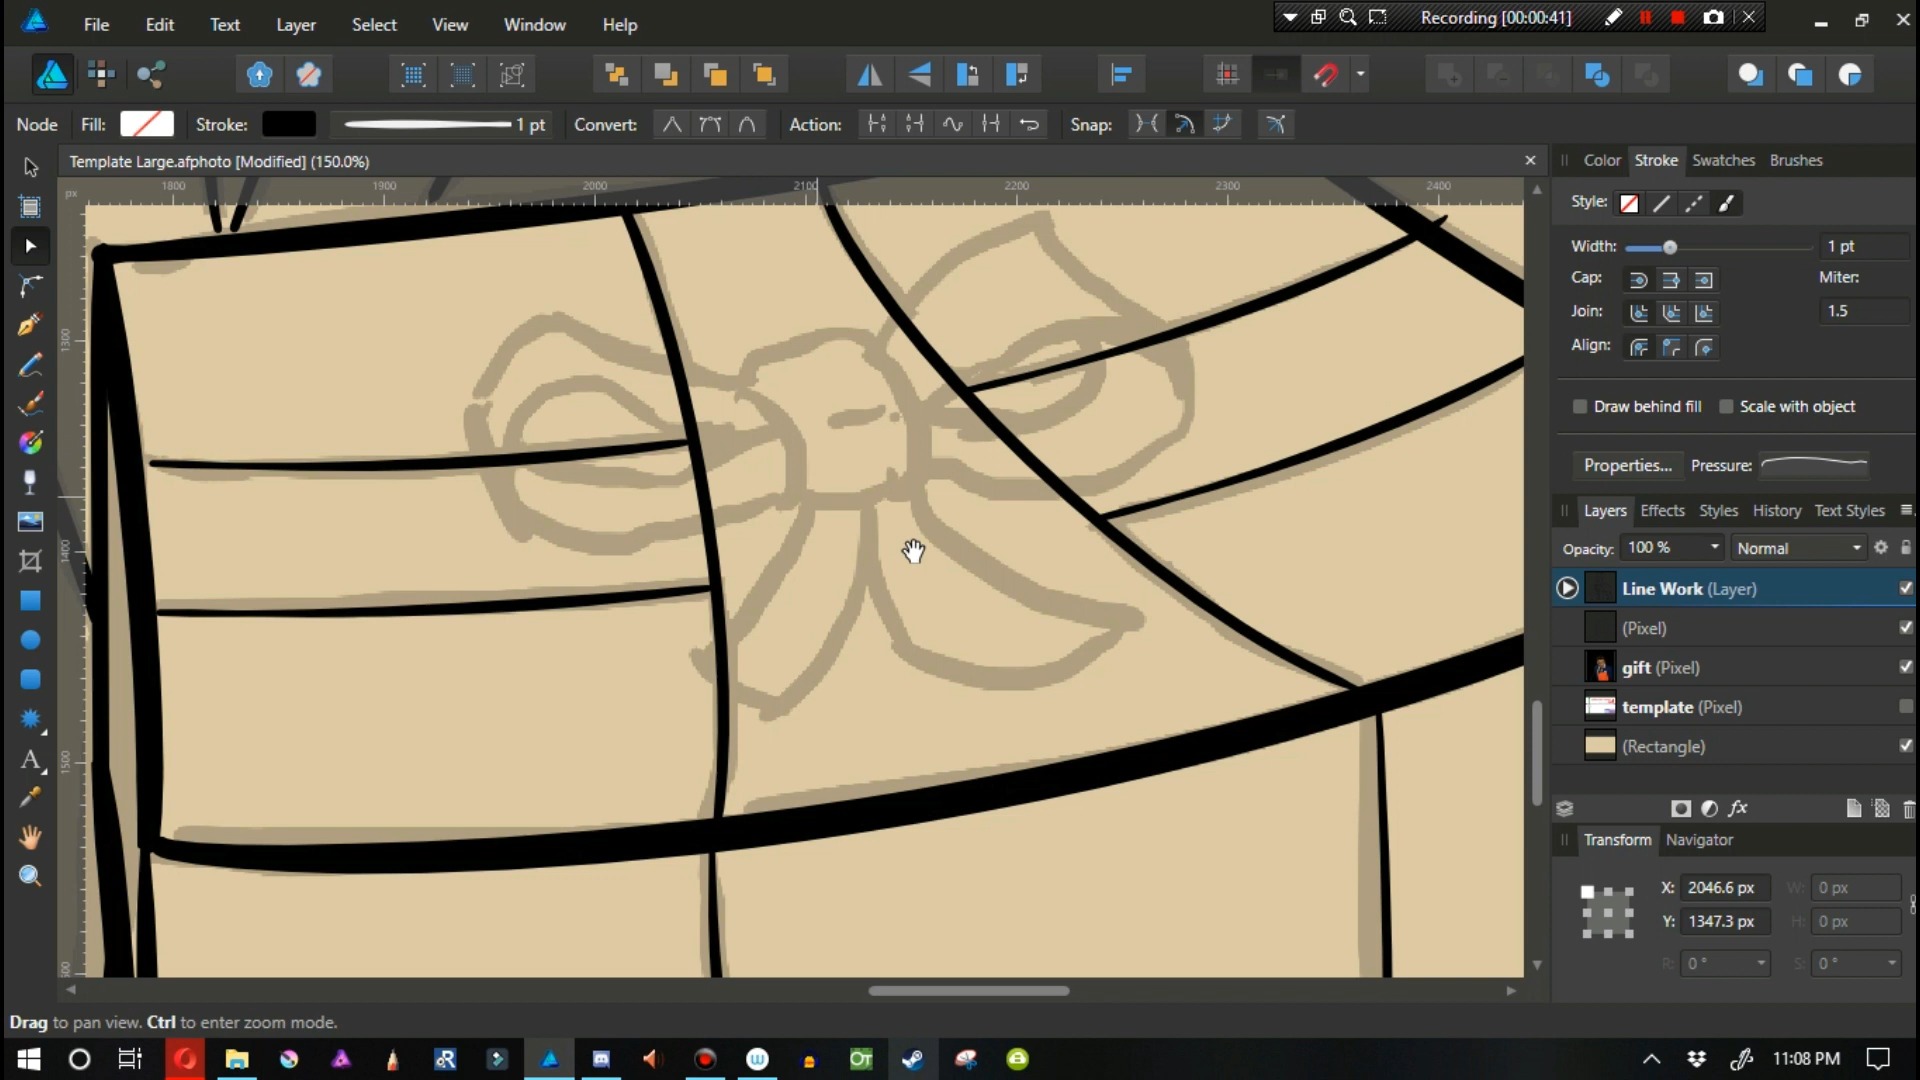 Recording [00:00:41]
File Edit Text Layer Select View Window Help
Node Fill: Stroke: 1 pt Convert: Action: Snap:
Template Large.afphoto [Modified] (150.0%)
Color Stroke Swatches Brushes
px 1800 1900 2000 2100 2200 2300 2400
Style:
Width: 1 pt
Cap: Miter:
Join: 1.5
Align:
1300
Draw behind fill Scale with object
Properties... Pressure:
Layers Effects Styles History Text Styles
1400
Opacity: 100 % Normal
Line Work (Layer)
(Pixel)
gift (Pixel)
template (Pixel)
(Rectangle)
1500
fx
Transform Navigator
X: 2046.6 px W: 0 px
Y: 1347.3 px H: 0 px
R: 0 ° S: 0 °
Drag to pan view. Ctrl to enter zoom mode.
11:08 PM